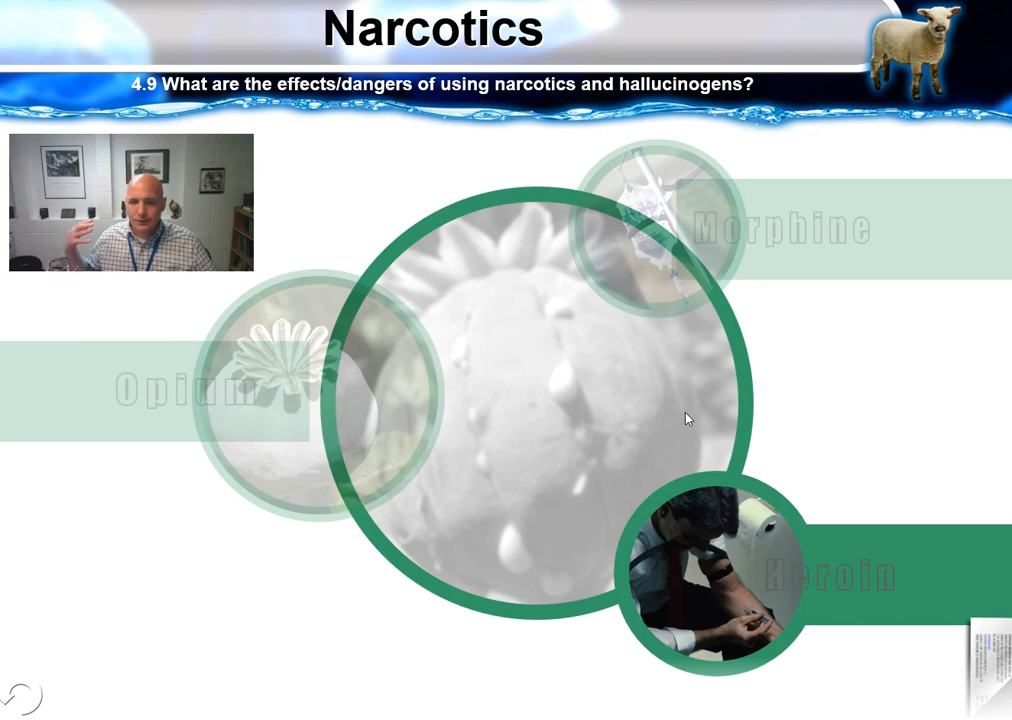 Narcotics
4.9 What are the effects/dangers of using narcotics and hallucinogens?
Morphine
Opium
Heroin